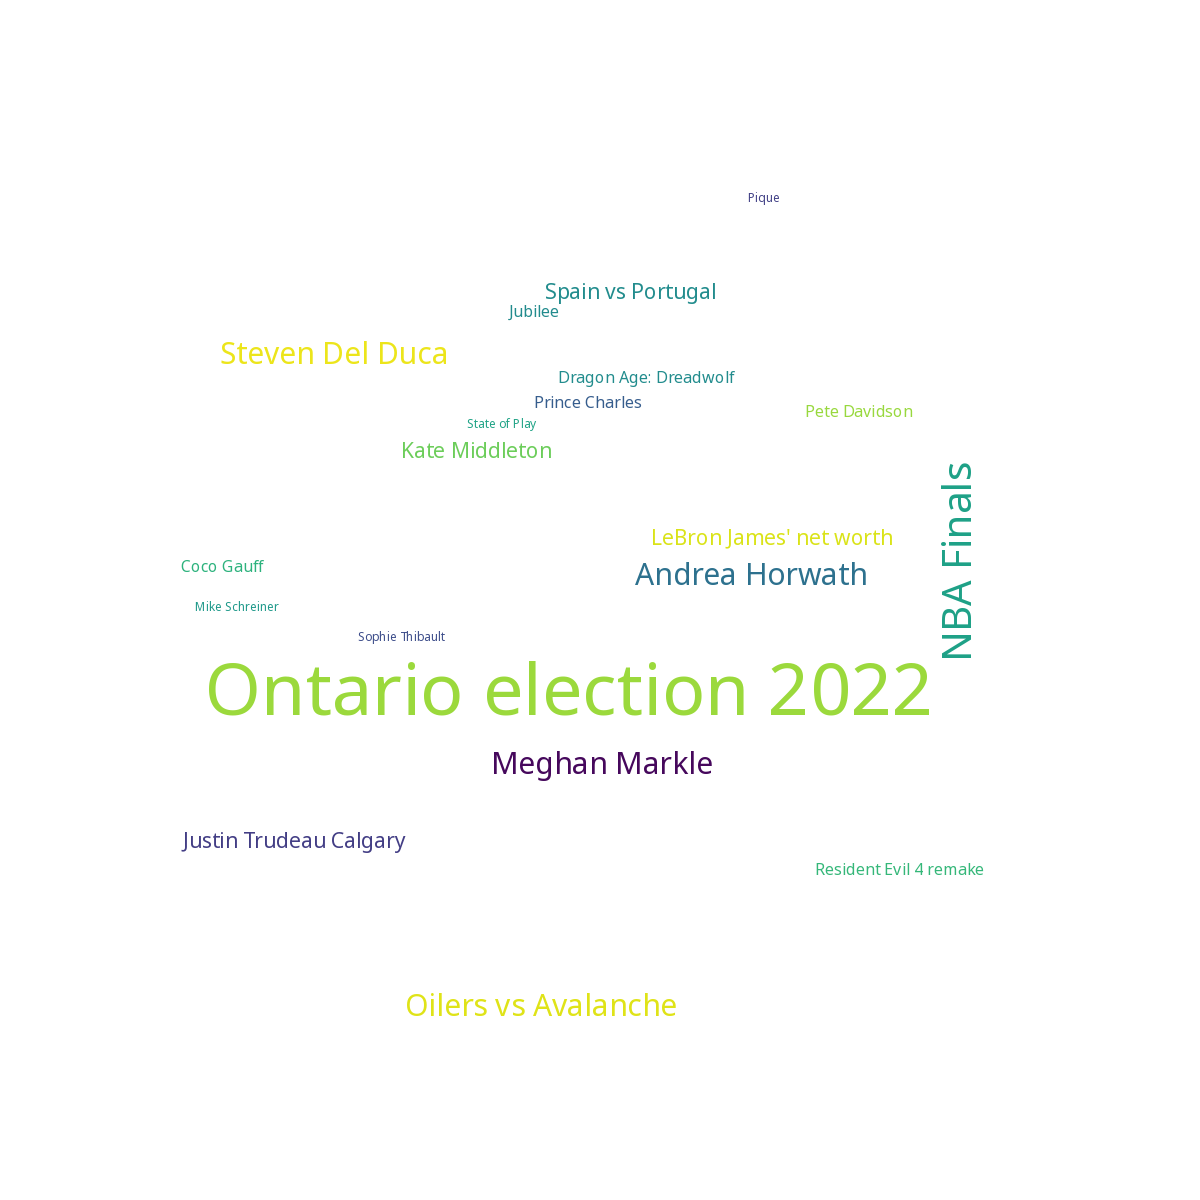 Pique
Spain vs Portugal
Jubilee
Steven Del Duca
Dragon Age: Dreadwolf
Prince Charles
Pete Davidson
State of Play
Kate Middleton
NBA Finals
LeBron James' net worth
Coco Gauff
Andrea Horwath
Mike Schreiner
Sophie Thibault
Ontario election 2022
Meghan Markle
Justin Trudeau Calgary
Resident Evil 4 remake
Oilers vs Avalanche